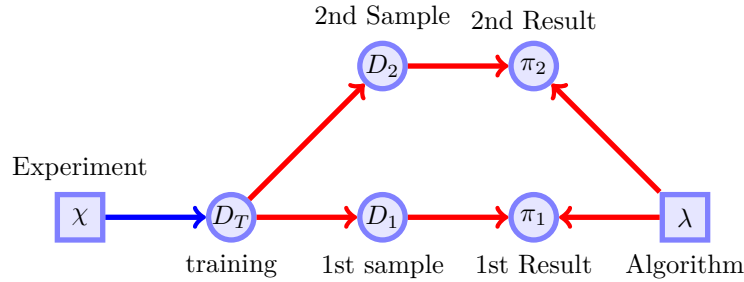 2nd Sample
2nd Result
D₂
π₂
Experiment
χ
D_T
D₁
π₁
λ
training
1st sample
1st Result
Algorithm